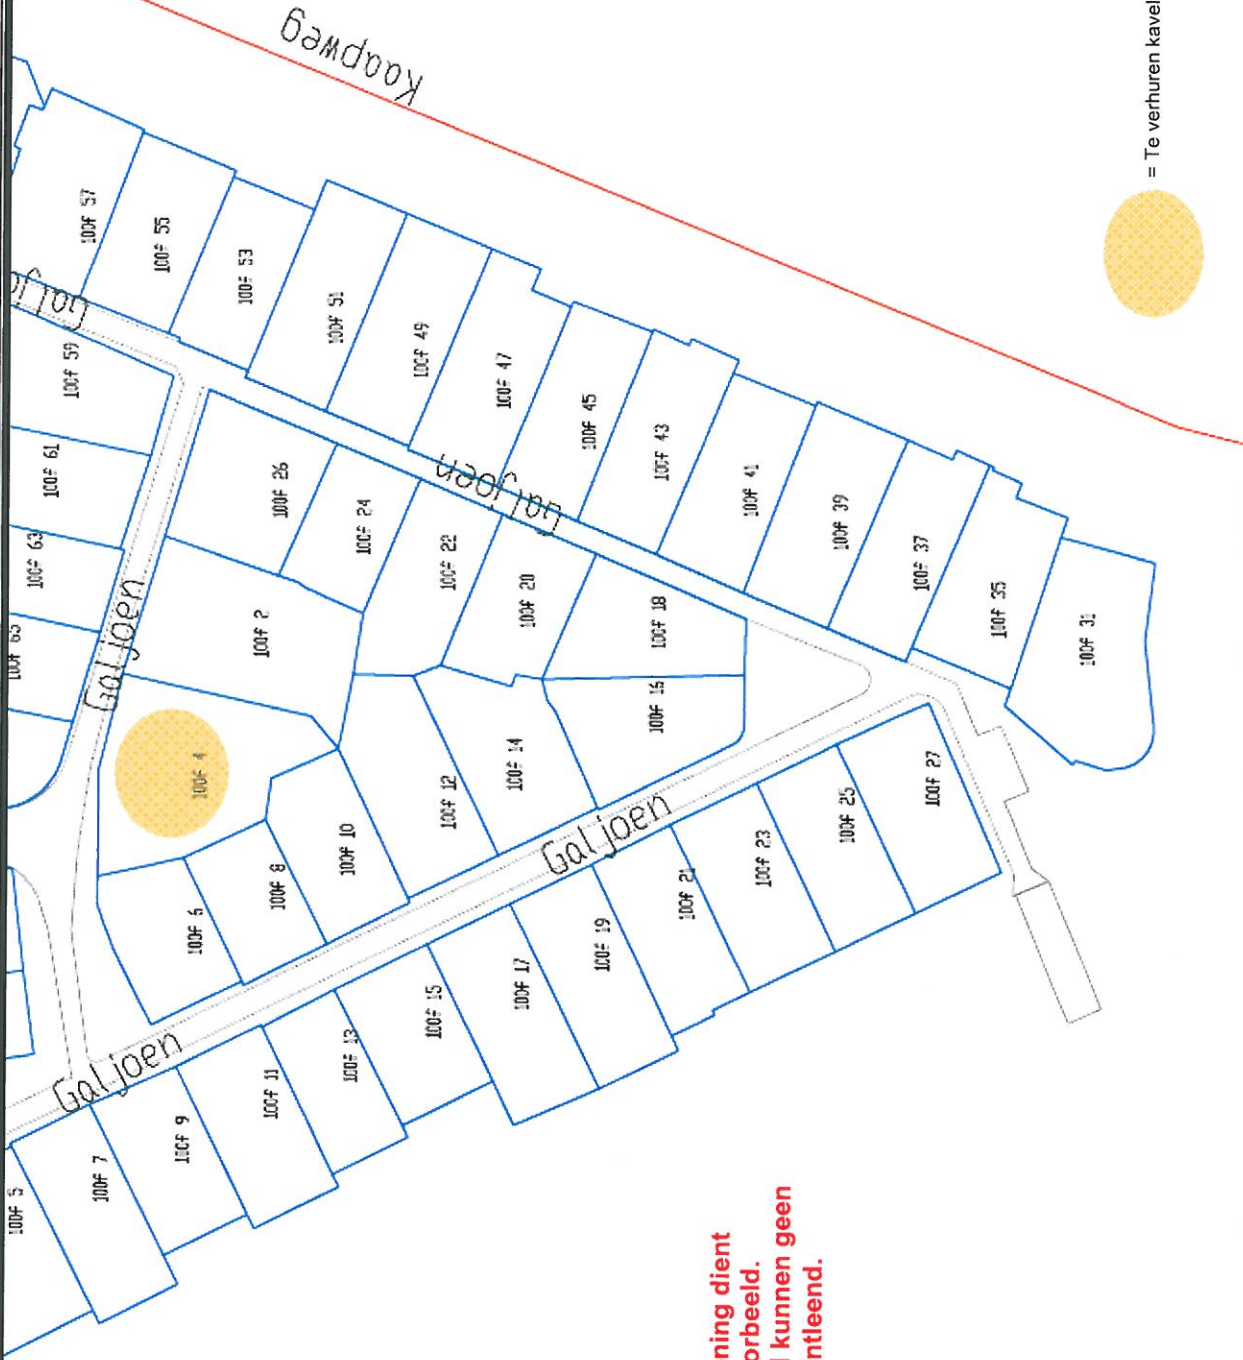 Kaapweg
= Te verhuren kavel
100f 57
100f 55
100f 53
100f 51
100f 49
100f 47
100f 45
100f 43
100f 41
100f 39
100f 37
100f 35
100f 31
Galjoen
100f 59
100f 61
100f 63
100f 65
Galjoen
100f 26
100f 24
100f 22
100f 20
100f 18
100f 16
100f 2
100f 4
100f 14
100f 12
100f 10
100f 8
100f 6
Galjoen
Galjoen
100f 27
100f 25
100f 23
100f 21
100f 19
100f 17
100f 15
100f 13
100f 11
100f 9
100f 7
100f 5
ning dient
orbeeld.
kunnen geen
ntleend.